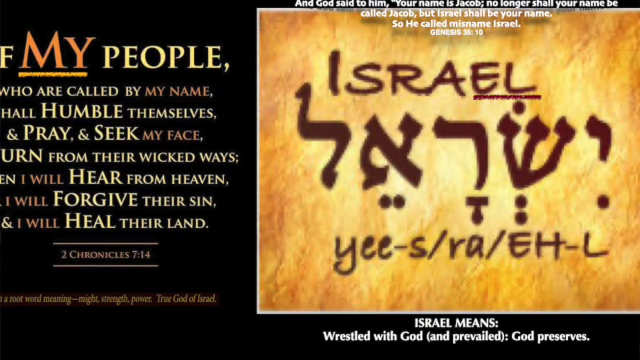 F MY PEOPLE,
WHO ARE CALLED BY MY NAME,
HALL HUMBLE THEMSELVES,
& PRAY, & SEEK MY FACE,
URN FROM THEIR WICKED WAYS;
EN I WILL HEAR FROM HEAVEN,
I WILL FORGIVE THEIR SIN,
& I WILL HEAL THEIR LAND.
2 CHRONICLES 7:14
a root word meaning—might, strength, power. True God of Israel.
And God said to him, "Your name is Jacob; no longer shall your name be
called Jacob, but Israel shall be your name.
So He called misname Israel.
GENESIS 35: 10
ISRAEL
יִשְׂרָאֵל
yee-s/ra/EH-L
ISRAEL MEANS:
Wrestled with God (and prevailed): God preserves.